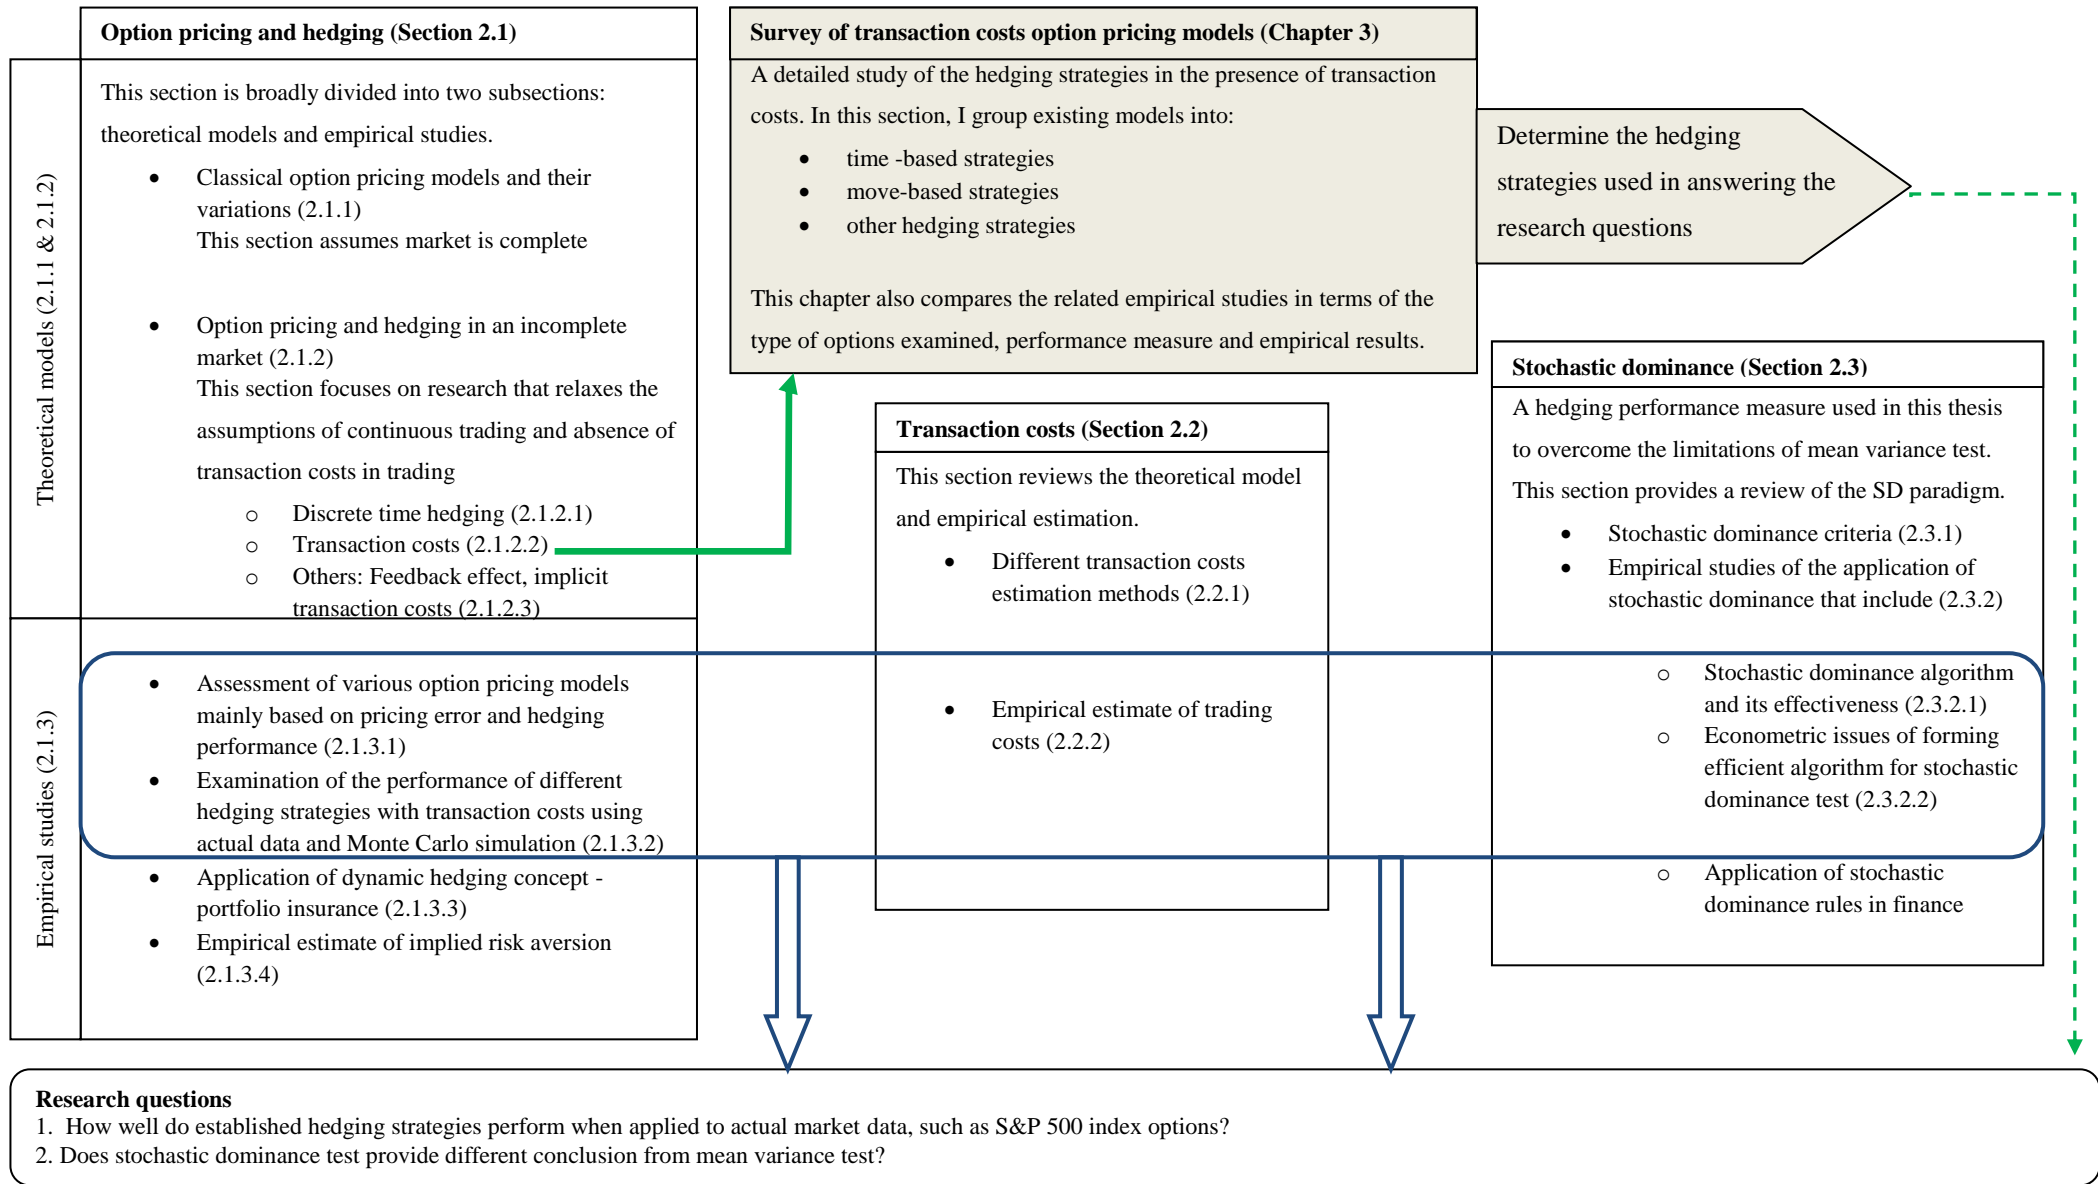 Option pricing and hedging (Section 2.1)
Theoretical models (2.1.1 & 2.1.2)
This section is broadly divided into two subsections:
theoretical models and empirical studies.
• Classical option pricing models and their
variations (2.1.1)
This section assumes market is complete
• Option pricing and hedging in an incomplete
market (2.1.2)
This section focuses on research that relaxes the
assumptions of continuous trading and absence of
transaction costs in trading
o Discrete time hedging (2.1.2.1)
o Transaction costs (2.1.2.2)
o Others: Feedback effect, implicit
transaction costs (2.1.2.3)
Empirical studies (2.1.3)
• Assessment of various option pricing models
mainly based on pricing error and hedging
performance (2.1.3.1)
• Examination of the performance of different
hedging strategies with transaction costs using
actual data and Monte Carlo simulation (2.1.3.2)
• Application of dynamic hedging concept -
portfolio insurance (2.1.3.3)
• Empirical estimate of implied risk aversion
(2.1.3.4)
Survey of transaction costs option pricing models (Chapter 3)
A detailed study of the hedging strategies in the presence of transaction
costs. In this section, I group existing models into:
• time -based strategies
• move-based strategies
• other hedging strategies
This chapter also compares the related empirical studies in terms of the
type of options examined, performance measure and empirical results.
Determine the hedging
strategies used in answering the
research questions
Transaction costs (Section 2.2)
This section reviews the theoretical model
and empirical estimation.
• Different transaction costs
estimation methods (2.2.1)
• Empirical estimate of trading
costs (2.2.2)
Stochastic dominance (Section 2.3)
A hedging performance measure used in this thesis
to overcome the limitations of mean variance test.
This section provides a review of the SD paradigm.
• Stochastic dominance criteria (2.3.1)
• Empirical studies of the application of
stochastic dominance that include (2.3.2)
o Stochastic dominance algorithm
and its effectiveness (2.3.2.1)
o Econometric issues of forming
efficient algorithm for stochastic
dominance test (2.3.2.2)
o Application of stochastic
dominance rules in finance
Research questions
1. How well do established hedging strategies perform when applied to actual market data, such as S&P 500 index options?
2. Does stochastic dominance test provide different conclusion from mean variance test?